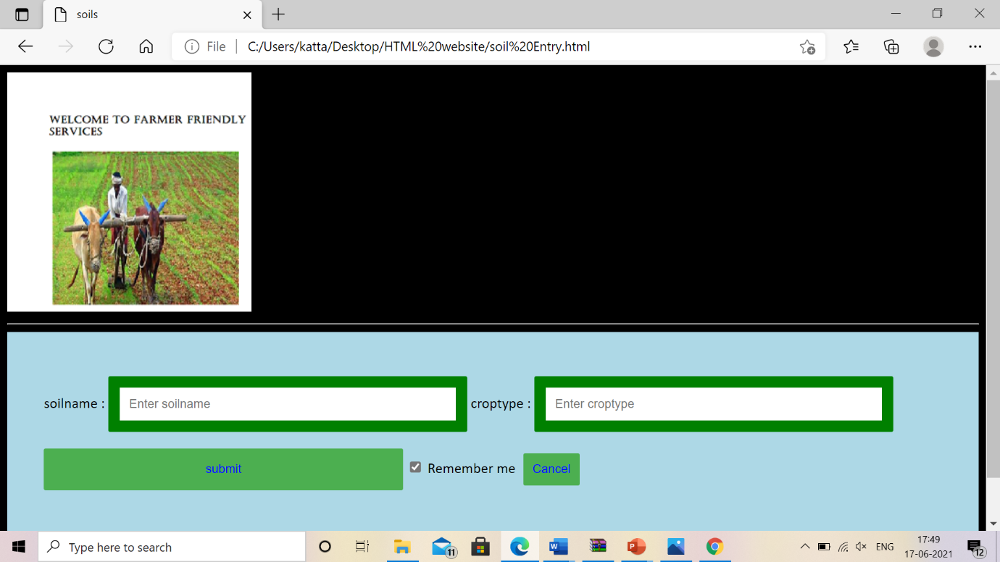 soils
File
C:/Users/katta/Desktop/HTML%20website/soil%20Entry.html
WELCOME TO FARMER FRIENDLY
SERVICES
soilname : Enter soilname croptype : Enter croptype
submit Remember me Cancel
Type here to search 11 ENG 17:49
17-06-2021 12